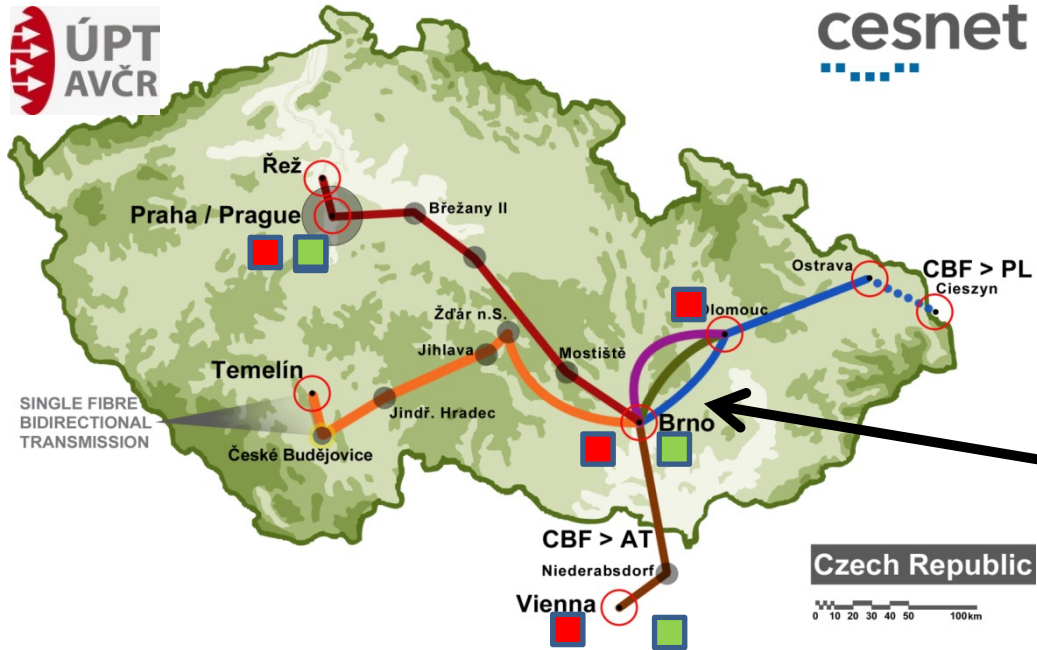 ÚPT
AVČR
cesnet
Řež
Praha / Prague
Břežany II
Ostrava
CBF > PL
Cieszyn
Olomouc
Žďár n.S.
Jihlava
Mostiště
Temelín
SINGLE FIBRE
BIDIRECTIONAL
TRANSMISSION
Jindř. Hradec
Brno
České Budějovice
CBF > AT
Niederabsdorf
Czech Republic
Vienna
0 10 20 30 40 50 100km